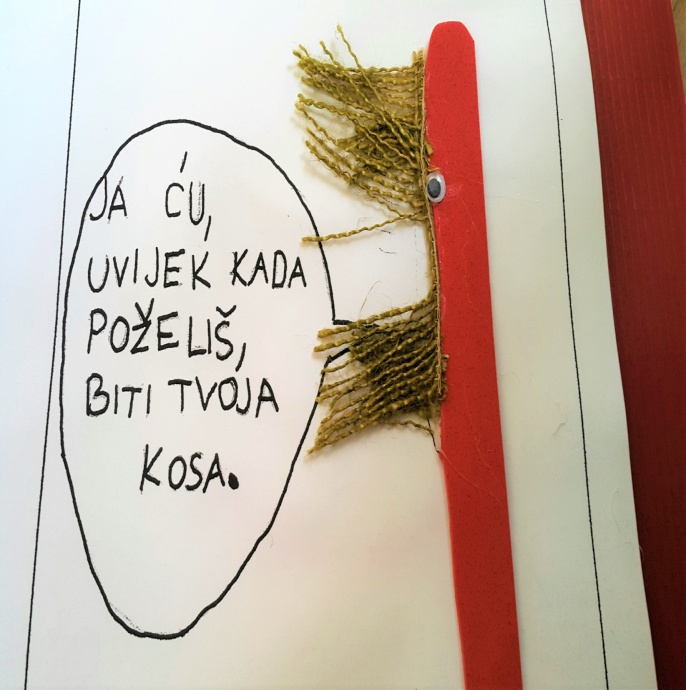 JA ĆU,
UVIJEK KADA
POŽELIŠ,
BITI TVOJA
KOSA.